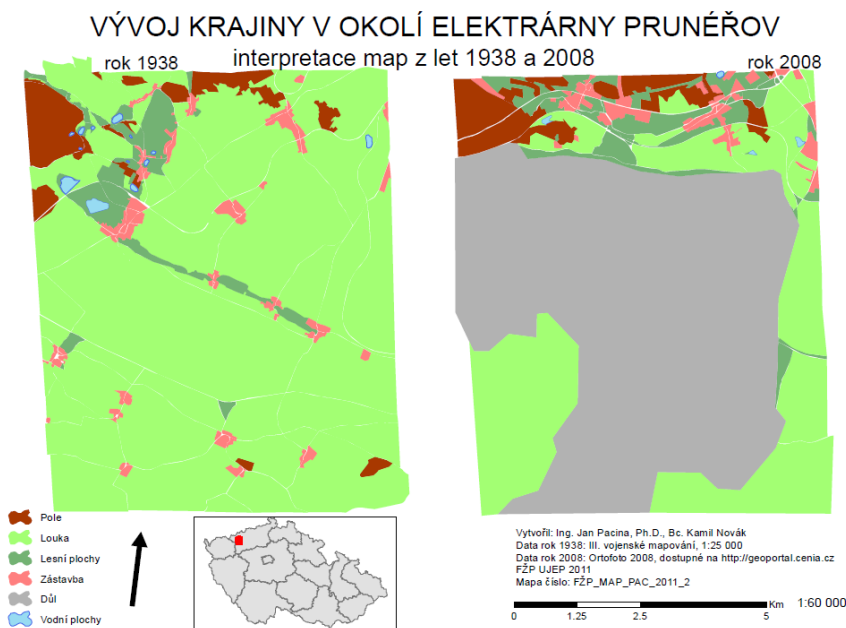 VÝVOJ KRAJINY V OKOLÍ ELEKTRÁRNY PRUNÉŘOV
interpretace map z let 1938 a 2008
rok 1938
rok 2008
Pole
Louka
Lesní plochy
Zástavba
Důl
Vodní plochy
Vytvořil: Ing. Jan Pacina, Ph.D., Bc. Kamil Novák
Data rok 1938: III. vojenské mapování, 1:25 000
Data rok 2008: Ortofoto 2008, dostupné na http://geoportal.cenia.cz
FŽP UJEP 2011
Mapa číslo: FŽP_MAP_PAC_2011_2
0 1.25 2.5 5 Km 1:60 000